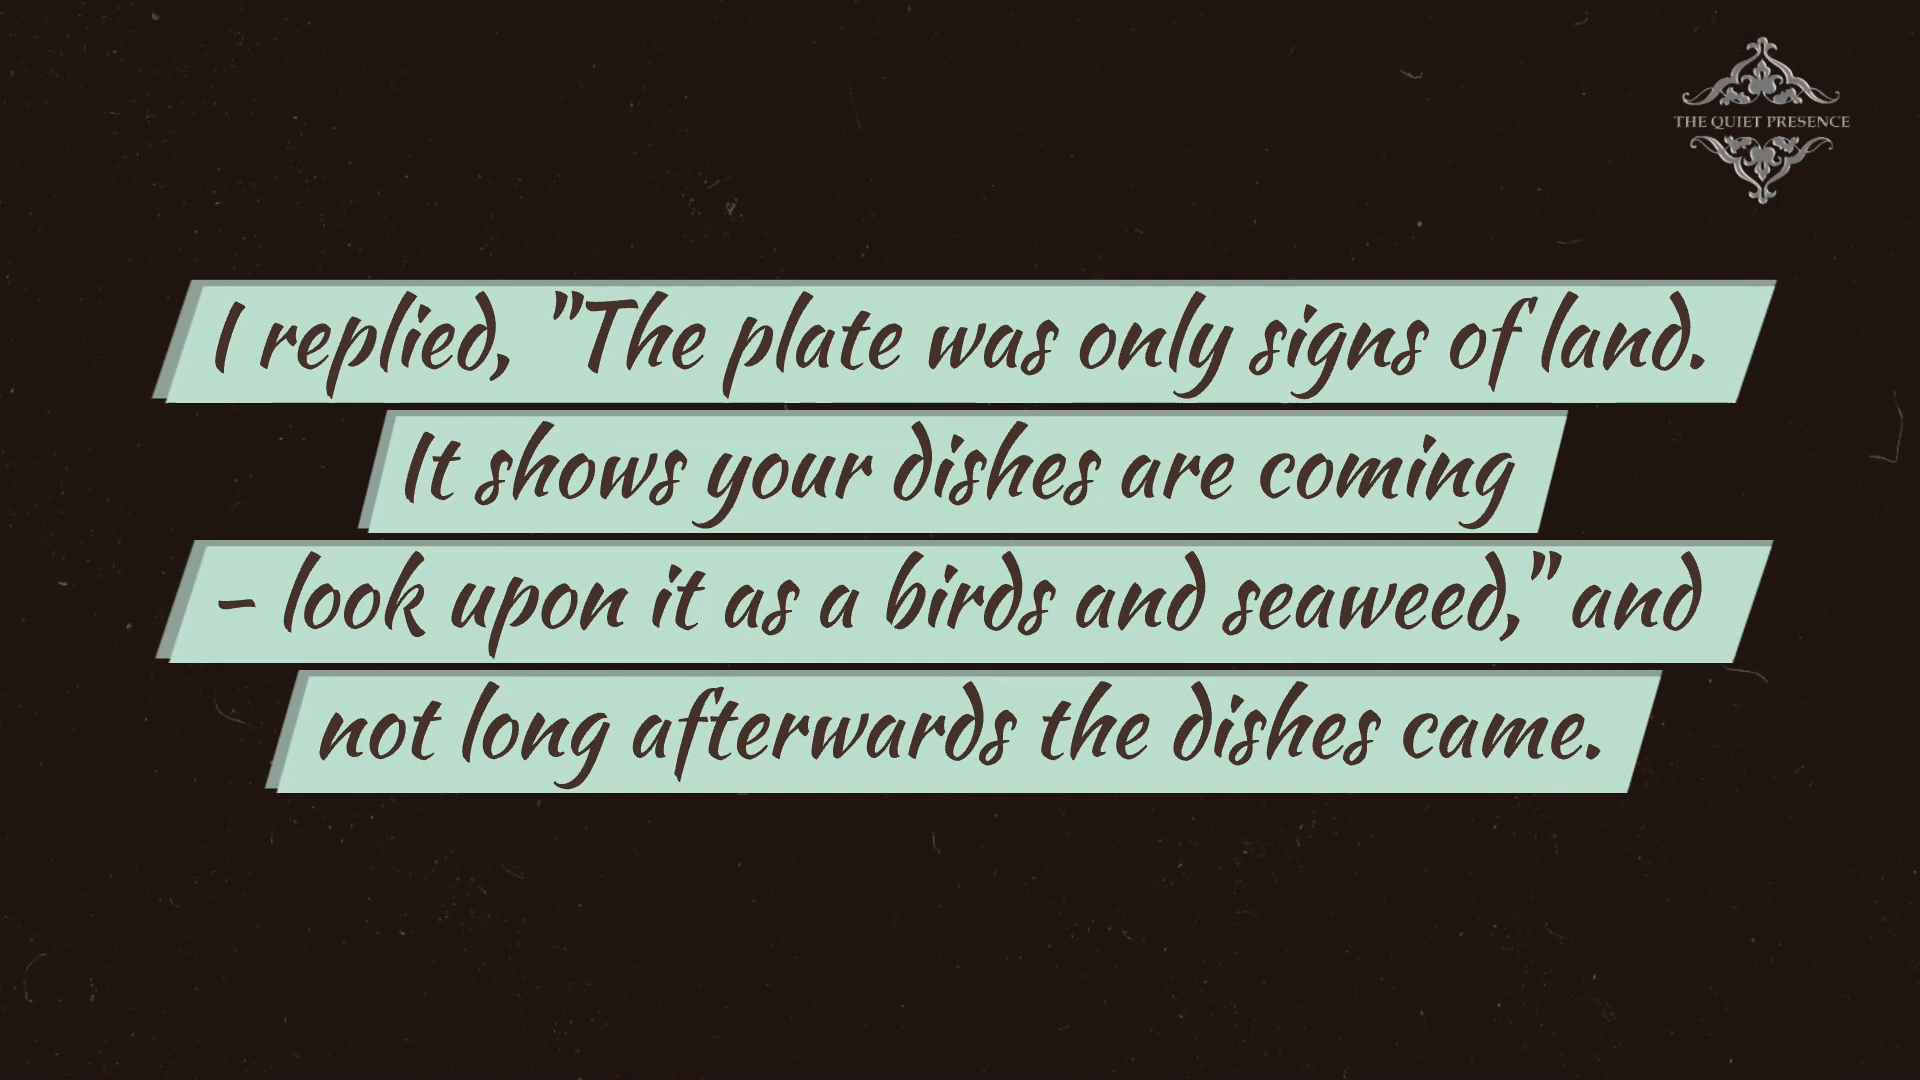 THE QUIET PRESENCE
I replied, "The plate was only signs of land.
It shows your dishes are coming
– look upon it as a birds and seaweed," and
not long afterwards the dishes came.